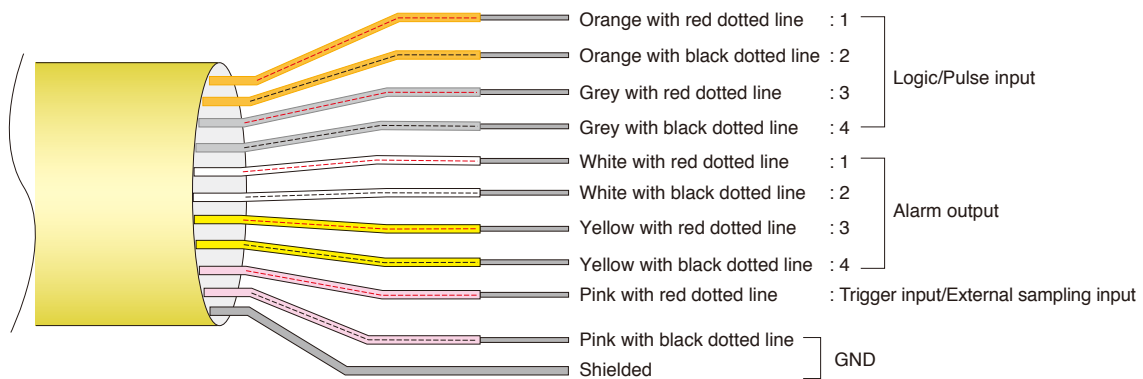 Orange with red dotted line : 1
Orange with black dotted line : 2
Logic/Pulse input
Grey with red dotted line : 3
Grey with black dotted line : 4
White with red dotted line : 1
White with black dotted line : 2
Alarm output
Yellow with red dotted line : 3
Yellow with black dotted line : 4
Pink with red dotted line : Trigger input/External sampling input
Pink with black dotted line
GND
Shielded